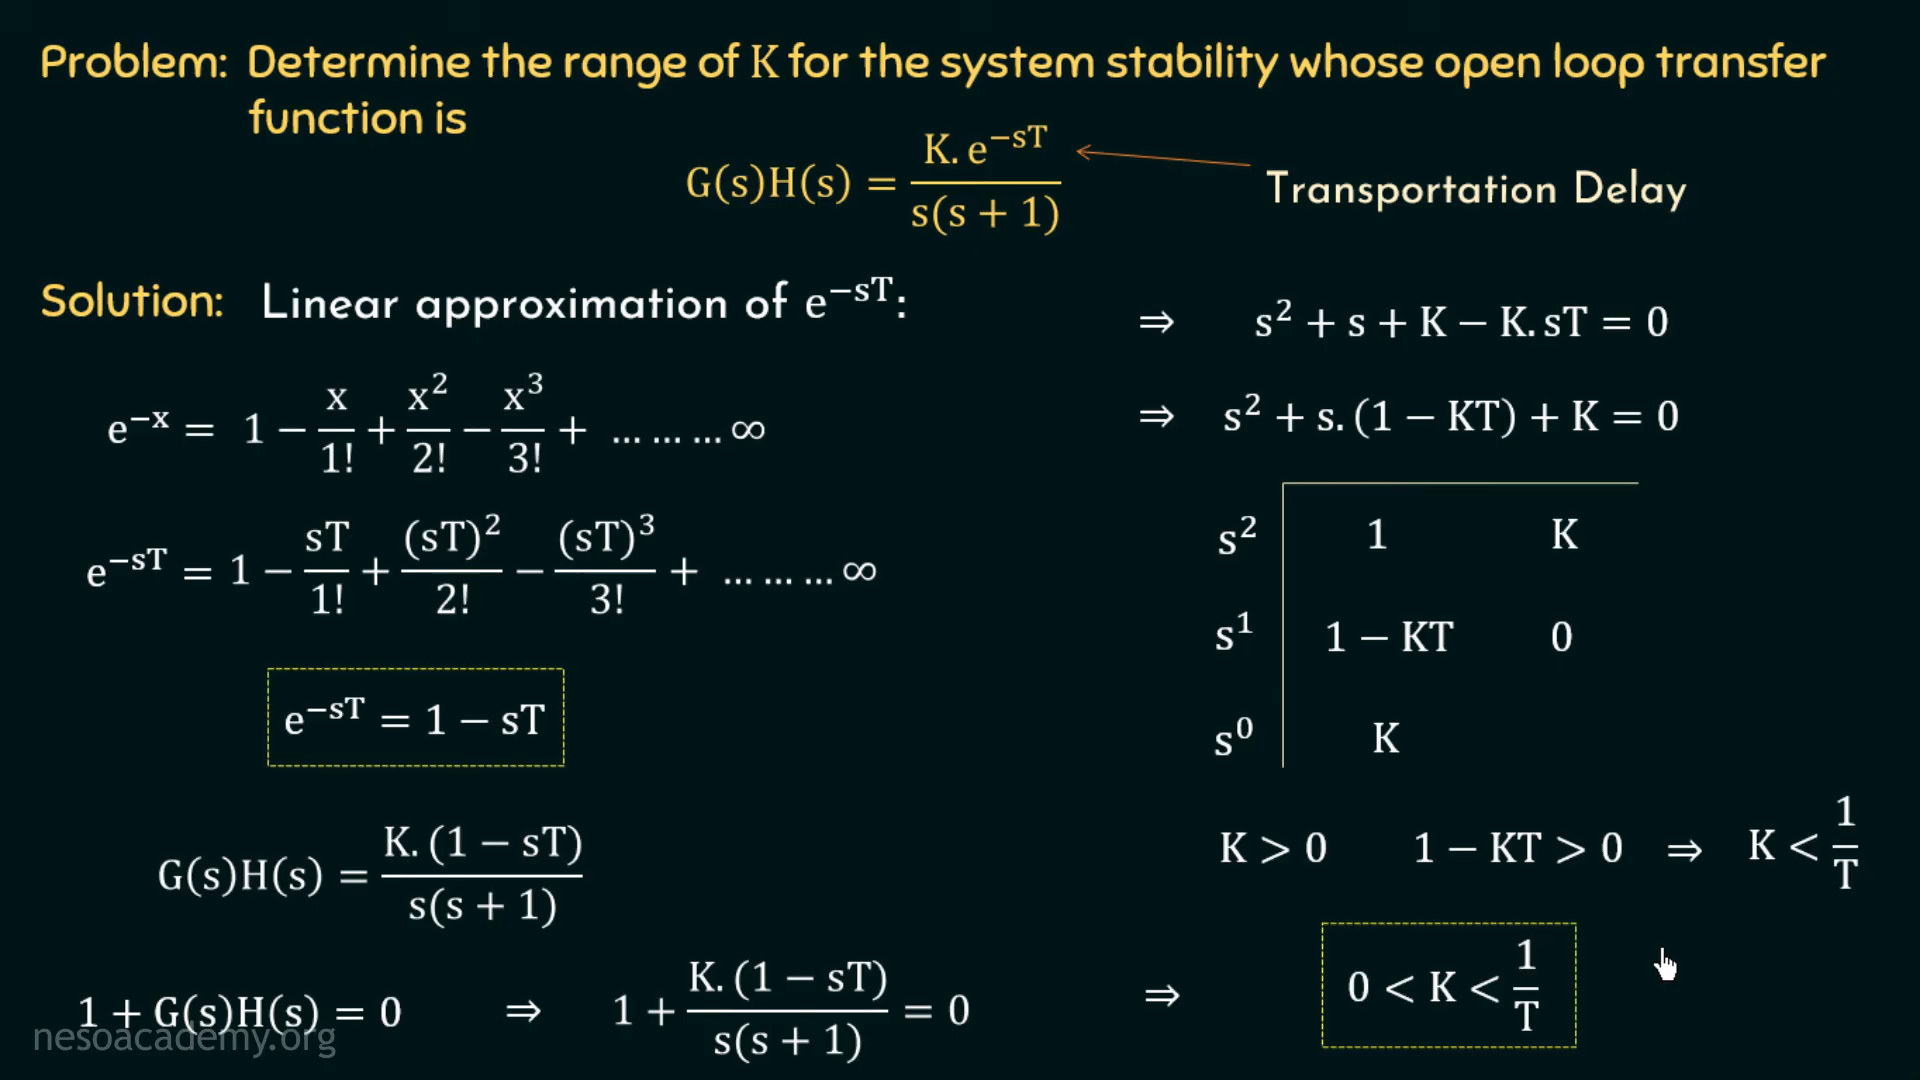 Problem: Determine the range of K for the system stability whose open loop transfer
function is
G(s)H(s) = K. e^{−sT} / s(s + 1)
Transportation Delay
Solution: Linear approximation of e^{−sT}:
e^{−x} = 1 − x/1! + x²/2! − x³/3! + ... ... ... ∞
e^{−sT} = 1 − sT/1! + (sT)²/2! − (sT)³/3! + ... ... ... ∞
e^{−sT} = 1 − sT
G(s)H(s) = K. (1 − sT) / s(s + 1)
1 + G(s)H(s) = 0 ⇒ 1 + K. (1 − sT) / s(s + 1) = 0
⇒ s² + s + K − K. sT = 0
⇒ s² + s. (1 − KT) + K = 0
s² 1 K
s¹ 1 − KT 0
s⁰ K
K > 0 1 − KT > 0 ⇒ K < 1/T
⇒ 0 < K < 1/T
nesoacademy.org